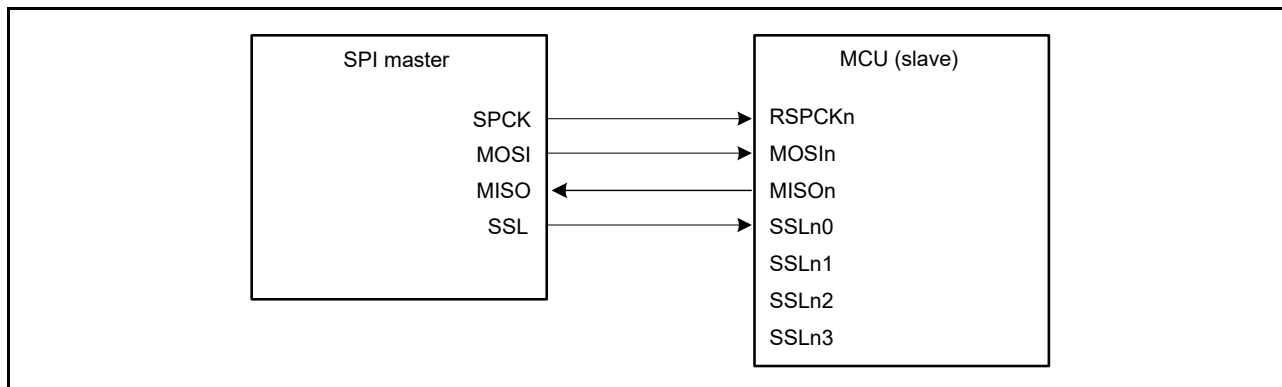 SPI master
SPCK
MOSI
MISO
SSL
MCU (slave)
RSPCKn
MOSIn
MISOn
SSLn0
SSLn1
SSLn2
SSLn3